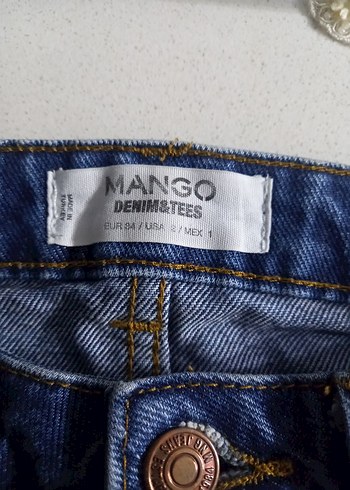 MANGO
DENIM&TEES
EUR 34 / USA 2 / MEX 1
MADE IN
TURKEY